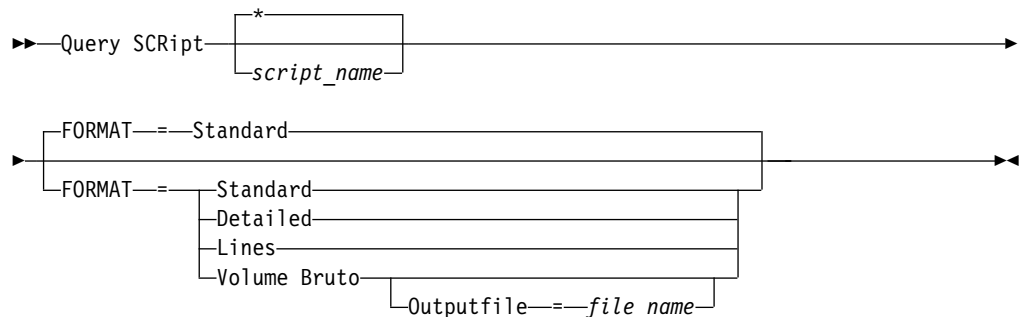 *
►►─Query SCRipt─ ─►
script_name
►─FORMAT─=─Standard─ ─►◄
FORMAT─=─Standard
Detailed
Lines
Volume Bruto
Outputfile─=─file name